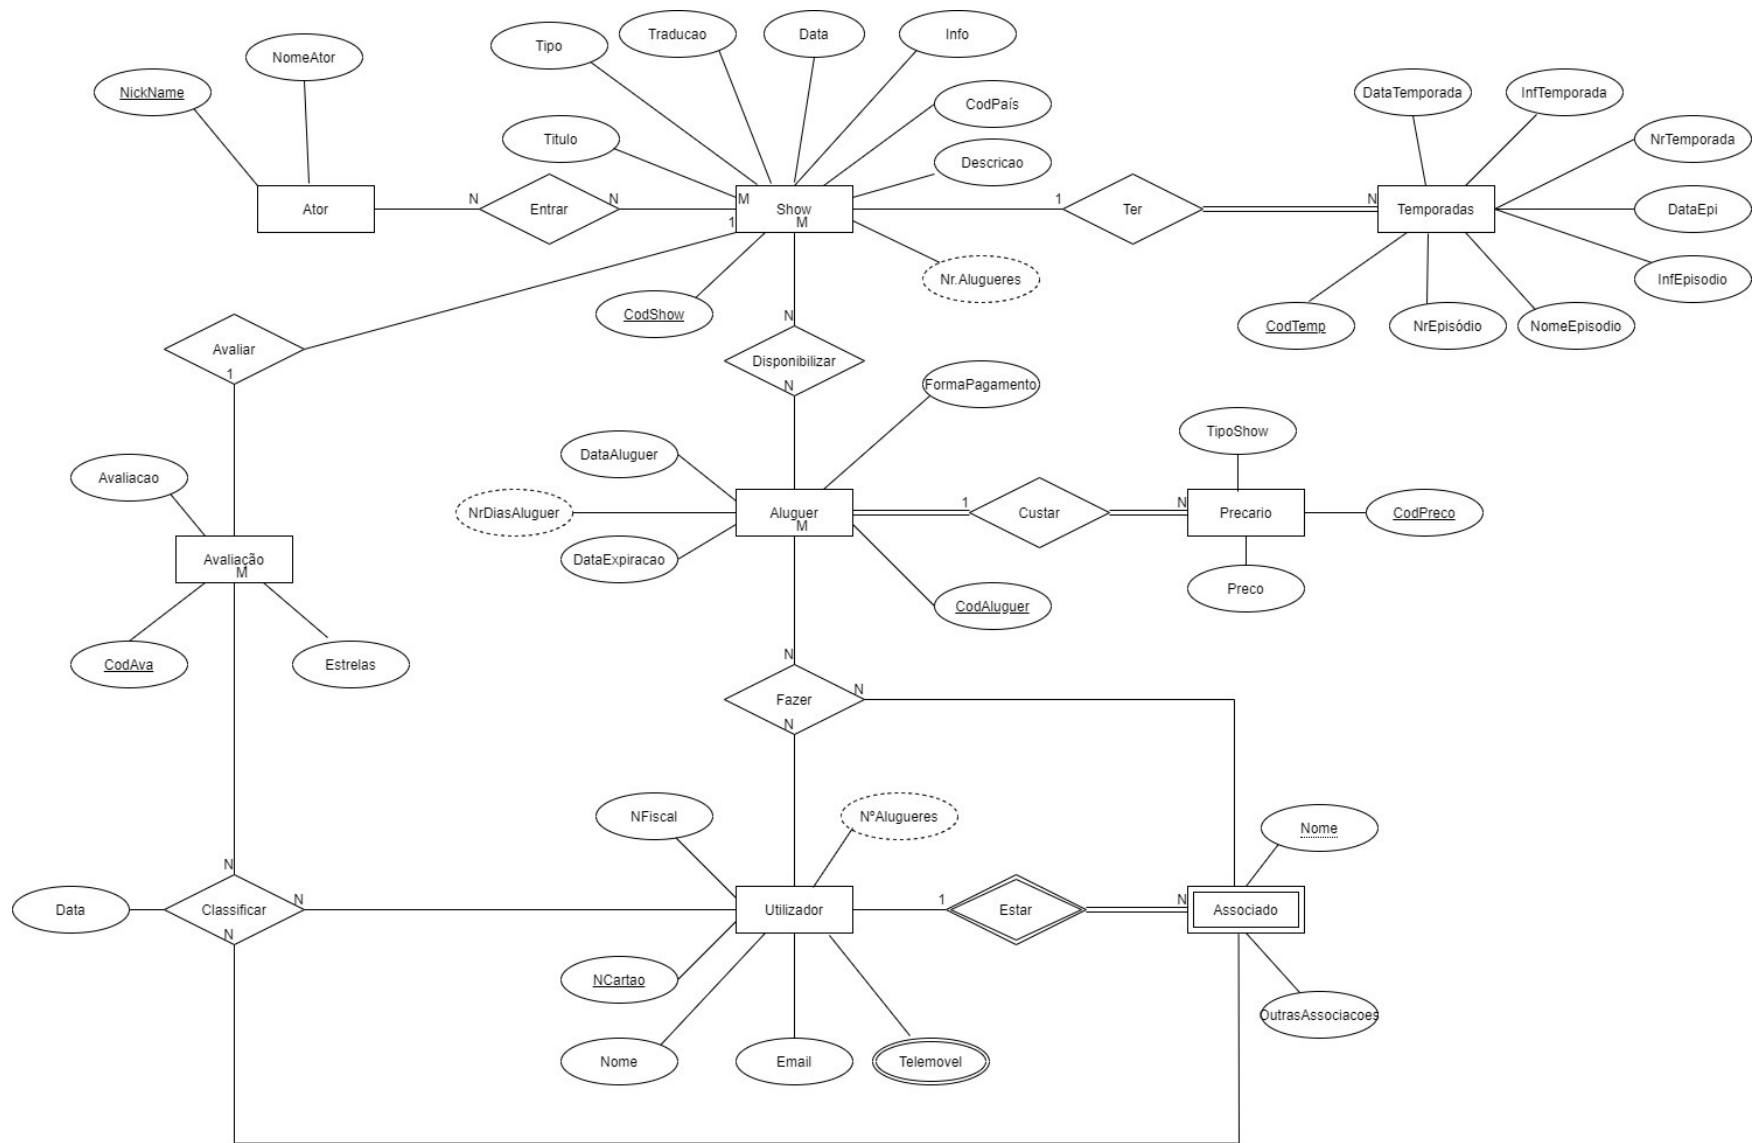 Tipo
Traducao
Data
Info
NomeAtor
NickName
CodPaís
Titulo
Descricao
DataTemporada
InfTemporada
NrTemporada
Ator
N
Entrar
N
M
Show
1
M
1
Ter
N
Temporadas
DataEpi
Nr.Alugueres
InfEpisodio
CodShow
CodTemp
NrEpisódio
NomeEpisodio
N
Avaliar
1
Disponibilizar
N
FormaPagamento
TipoShow
DataAluguer
Avaliacao
NrDiasAluguer
Aluguer
M
1
Custar
N
Precario
CodPreco
Avaliação
M
DataExpiracao
Preco
CodAluguer
CodAva
Estrelas
N
Fazer
N
N
NFiscal
NºAlugueres
Nome
N
Data
Classificar
N
N
Utilizador
1
Estar
N
Associado
NCartao
OutrasAssociacoes
Nome
Email
Telemovel